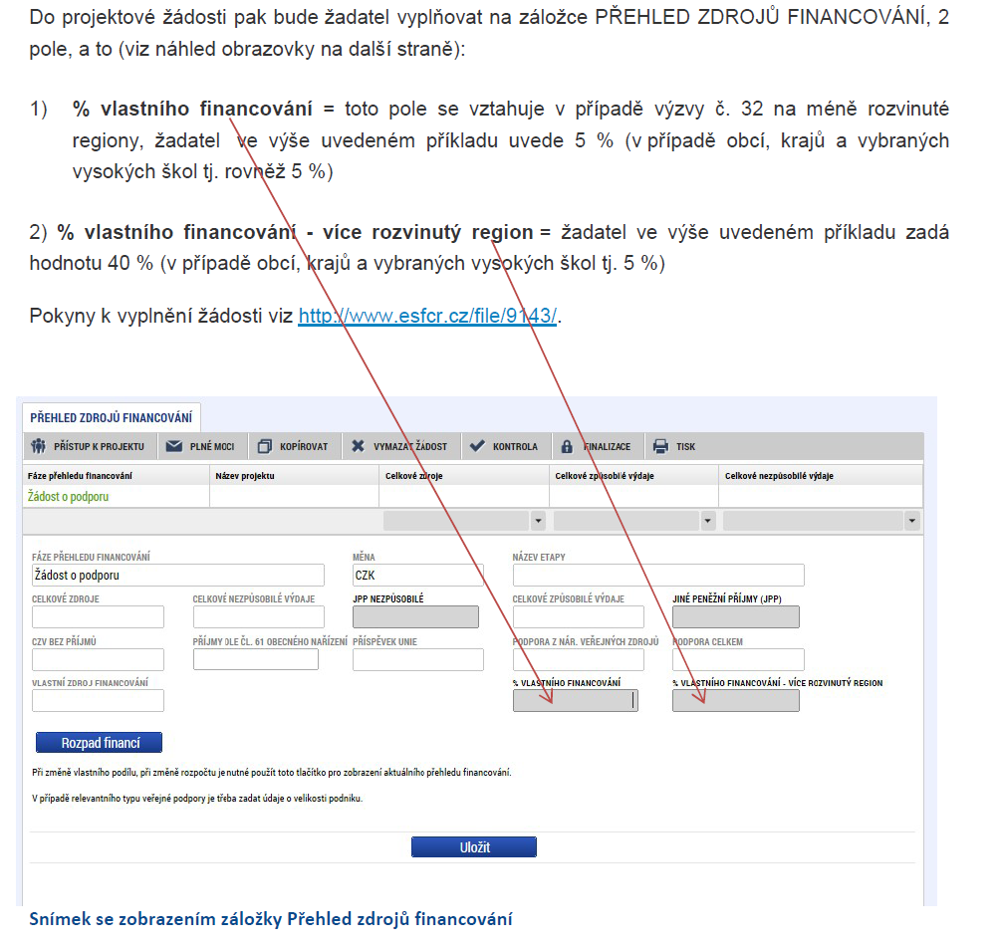 Do projektové žádosti pak bude žadatel vyplňovat na záložce PŘEHLED ZDROJŮ FINANCOVÁNÍ, 2
pole, a to (viz náhled obrazovky na další straně):
1) % vlastního financování = toto pole se vztahuje v případě výzvy č. 32 na méně rozvinuté
regiony, žadatel ve výše uvedeném příkladu uvede 5 % (v případě obcí, krajů a vybraných
vysokých škol tj. rovněž 5 %)
2) % vlastního financování - více rozvinutý region = žadatel ve výše uvedeném příkladu zadá
hodnotu 40 % (v případě obcí, krajů a vybraných vysokých škol tj. 5 %)
Pokyny k vyplnění žádosti viz http://www.esfcr.cz/file/9143/.
PŘEHLED ZDROJŮ FINANCOVÁNÍ
PŘÍSTUP K PROJEKTU PLNÉ MOCI KOPÍROVAT VYMAZAT ŽÁDOST KONTROLA FINALIZACE TISK
Fáze přehledu financování Název projektu Celkové zdroje Celkové způsobilé výdaje Celkové nezpůsobilé výdaje
Žádost o podporu
FÁZE PŘEHLEDU FINANCOVÁNÍ MĚNA NÁZEV ETAPY
Žádost o podporu CZK
CELKOVÉ ZDROJE CELKOVÉ NEZPŮSOBILÉ VÝDAJE JPP NEZPŮSOBILÉ CELKOVÉ ZPŮSOBILÉ VÝDAJE JINÉ PENĚŽNÍ PŘÍJMY (JPP)
CZV BEZ PŘÍJMŮ PŘÍJMY DLE ČL. 61 OBECNÉHO NAŘÍZENÍ PŘÍSPĚVEK UNIE PODPORA Z NÁR. VEŘEJNÝCH ZDROJŮ PODPORA CELKEM
VLASTNÍ ZDROJ FINANCOVÁNÍ % VLASTNÍHO FINANCOVÁNÍ % VLASTNÍHO FINANCOVÁNÍ - VÍCE ROZVINUTÝ REGION
Rozpad financí
Při změně vlastního podílu, při změně rozpočtu je nutné použít toto tlačítko pro zobrazení aktuálního přehledu financování.
V případě relevantního typu veřejné podpory je třeba zadat údaje o velikosti podniku.
Uložit
Snímek se zobrazením záložky Přehled zdrojů financování